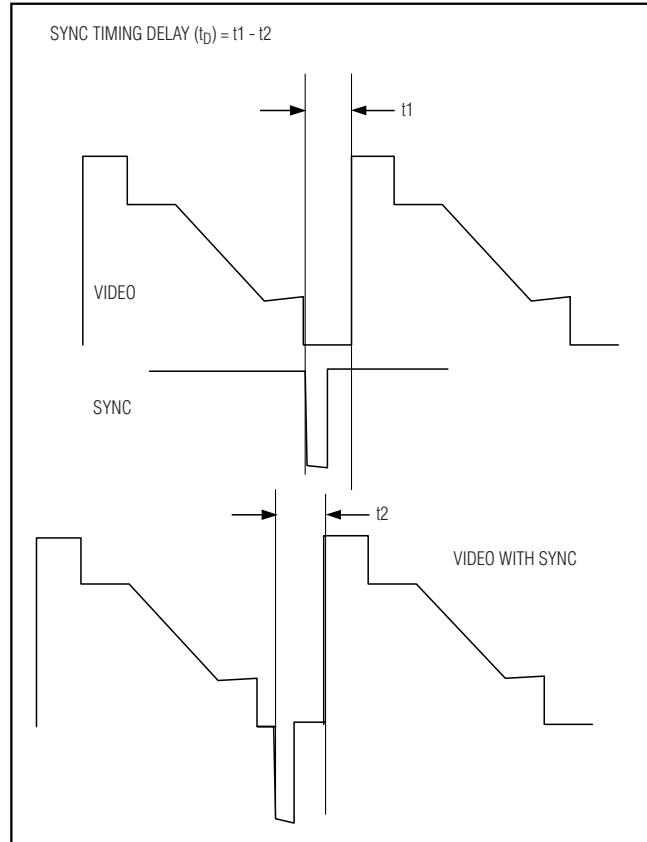 SYNC TIMING DELAY (tD) = t1 - t2
t1
VIDEO
SYNC
t2
VIDEO WITH SYNC